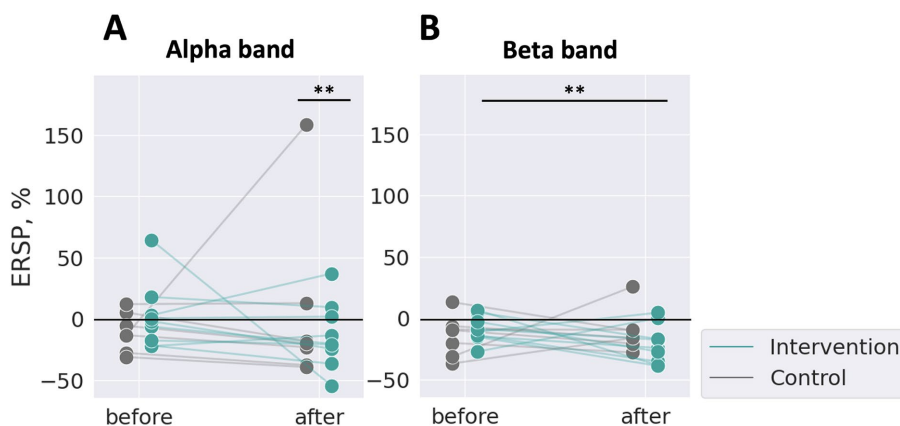 A
B
Alpha band
Beta band
**
**
ERSP, %
150
100
50
0
−50
150
100
50
0
−50
before
after
before
after
Intervention
Control